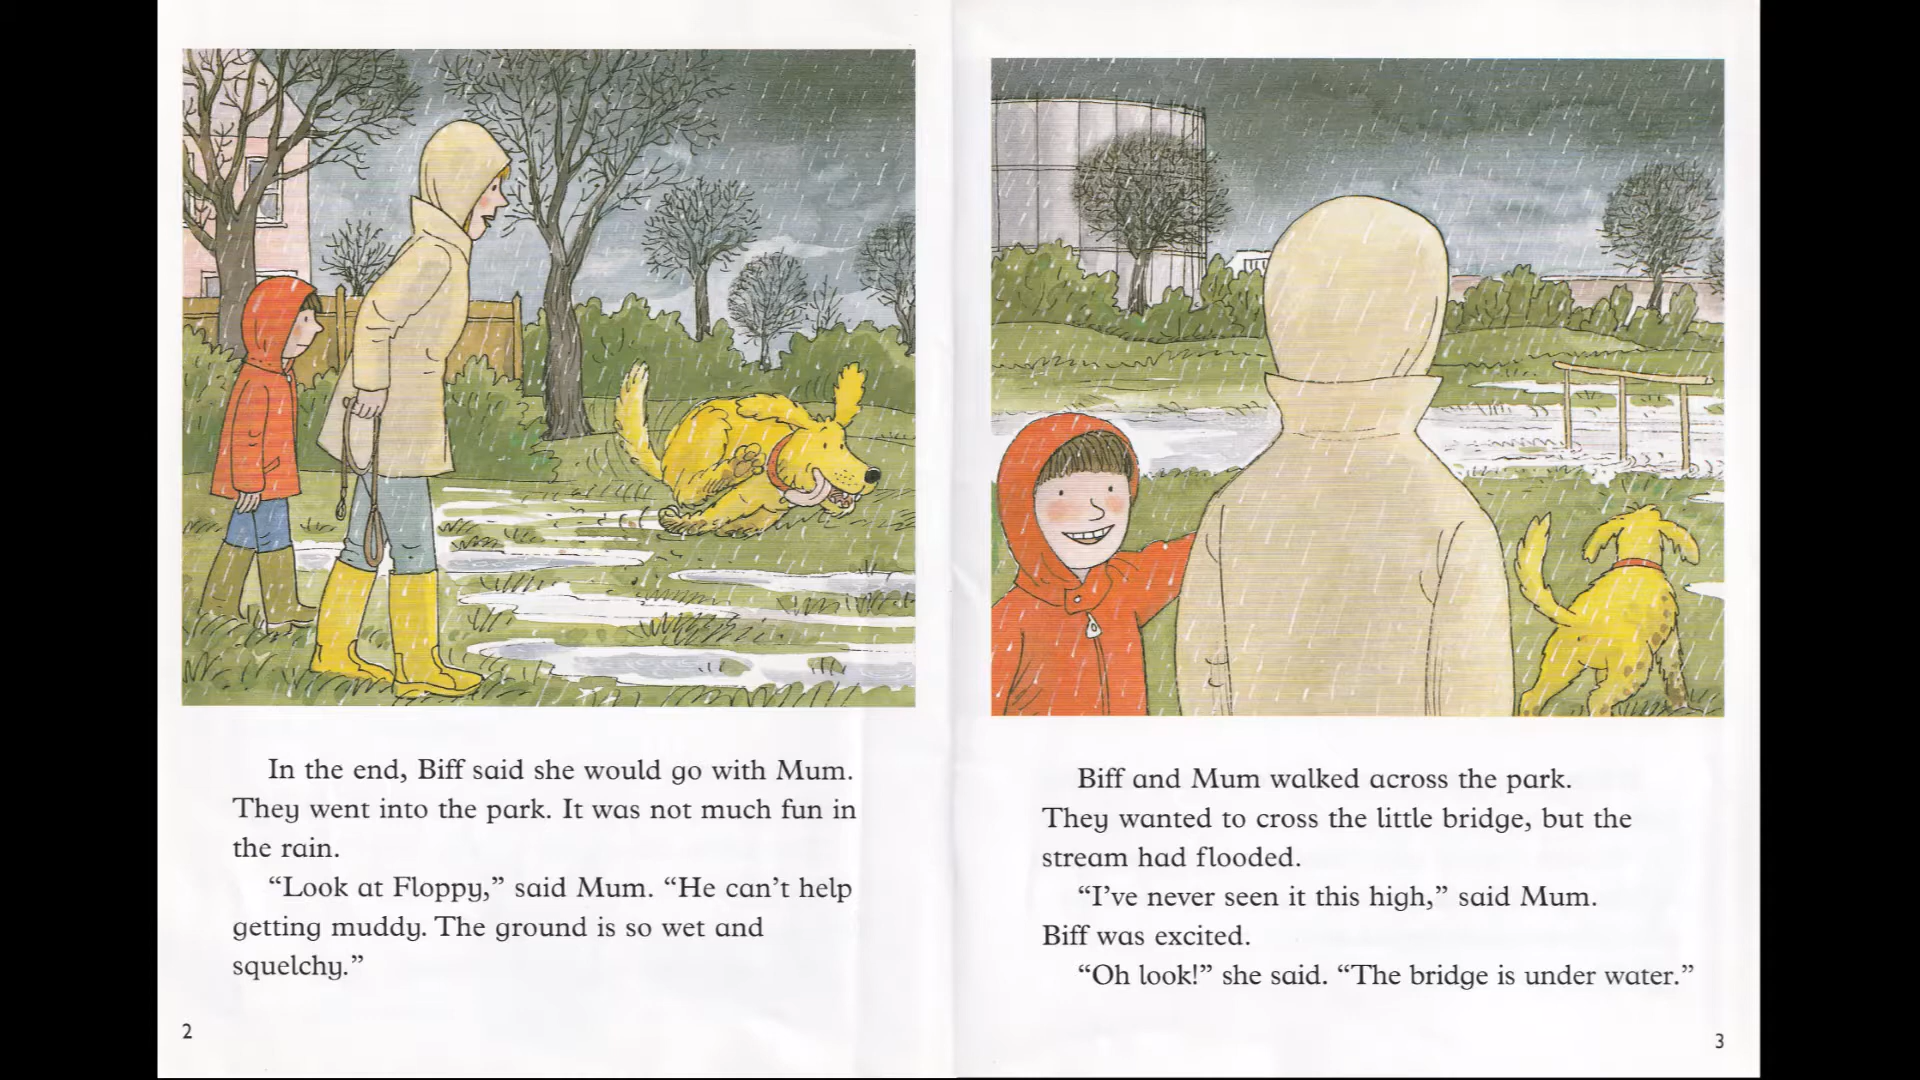 In the end, Biff said she would go with Mum.
They went into the park. It was not much fun in
the rain.
“Look at Floppy,” said Mum. “He can’t help
getting muddy. The ground is so wet and
squelchy.”
2
Biff and Mum walked across the park.
They wanted to cross the little bridge, but the
stream had flooded.
“I’ve never seen it this high,” said Mum.
Biff was excited.
“Oh look!” she said. “The bridge is under water.”
3